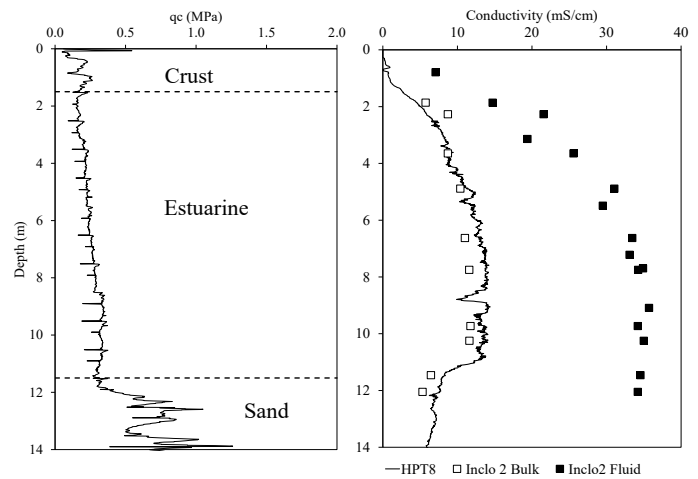 qc (MPa)
0.0 0.5 1.0 1.5 2.0
0
2
4
6
8
10
12
14
Depth (m)
Crust
Estuarine
Sand
Conductivity (mS/cm)
0 10 20 30 40
0
2
4
6
8
10
12
14
HPT8 Inclo 2 Bulk Inclo2 Fluid